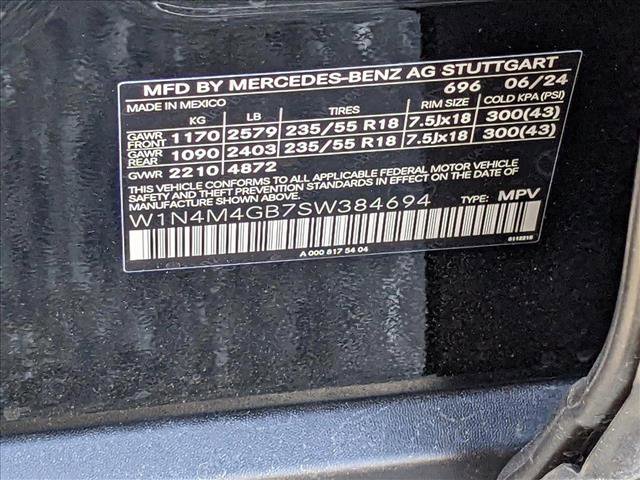 MFD BY MERCEDES-BENZ AG STUTTGART
MADE IN MEXICO 696 06/24
KG LB TIRES RIM SIZE COLD KPA (PSI)
GAWR FRONT 1170 2579 235/55 R18 7.5Jx18 300(43)
GAWR REAR 1090 2403 235/55 R18 7.5Jx18 300(43)
GVWR 2210 4872
THIS VEHICLE CONFORMS TO ALL APPLICABLE FEDERAL MOTOR VEHICLE
SAFETY AND THEFT PREVENTION STANDARDS IN EFFECT ON THE DATE OF
MANUFACTURE SHOWN ABOVE.
W1N4M4GB7SW384694 TYPE: MPV
A 000 817 54 04